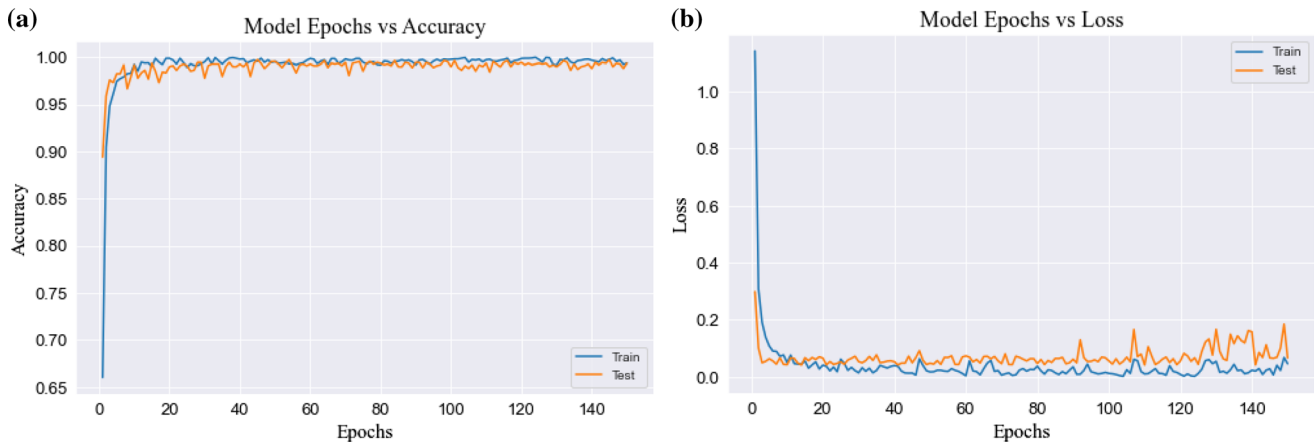 (a)
Model Epochs vs Accuracy
1.00
0.95
0.90
0.85
0.80
0.75
0.70
0.65
Accuracy
0 20 40 60 80 100 120 140
Epochs
Train
Test
(b)
Model Epochs vs Loss
1.0
0.8
0.6
0.4
0.2
0.0
Loss
0 20 40 60 80 100 120 140
Epochs
Train
Test